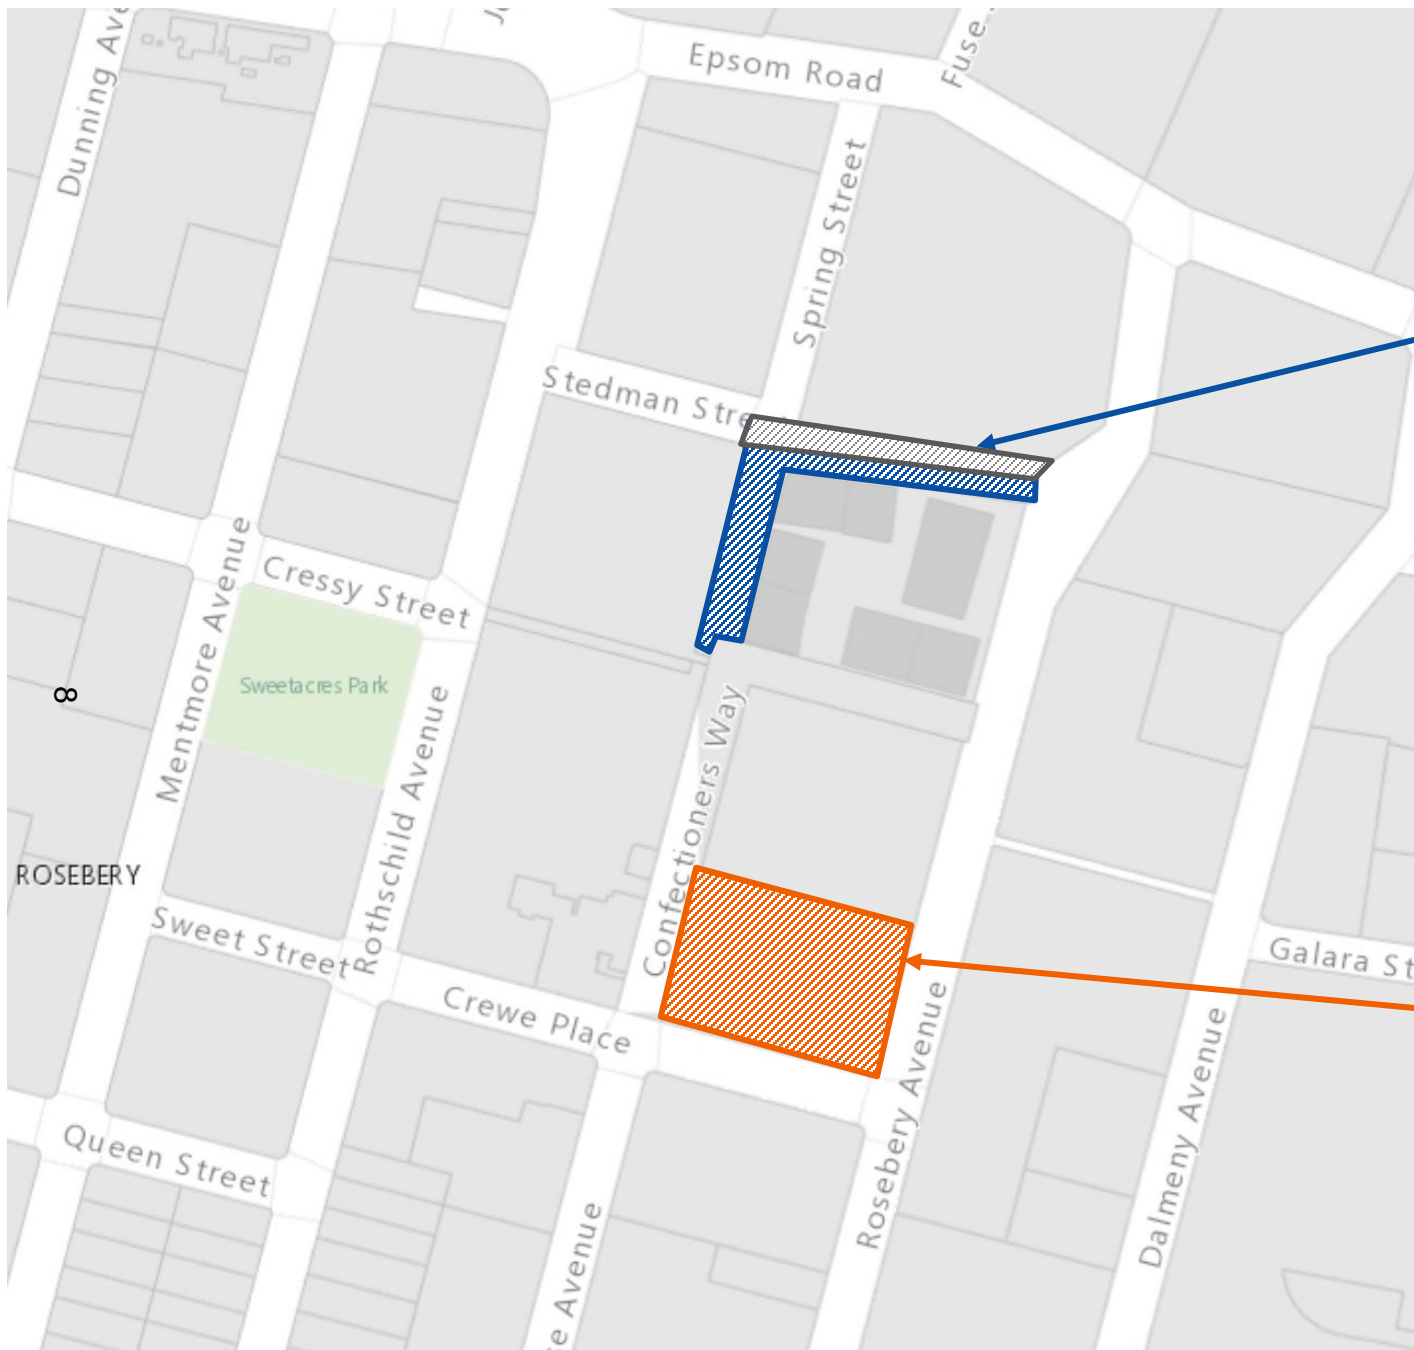 Dunning Ave
Epsom Road
Fuse
Spring Street
Stedman Stre
Cressy Street
Mentmore Avenue
Sweetacres Park
8
Rothschild Avenue
Confectioners Way
ROSEBERY
Sweet Street
Crewe Place
Galara St
Rosebery Avenue
Dalmeny Avenue
Queen Street
e Avenue